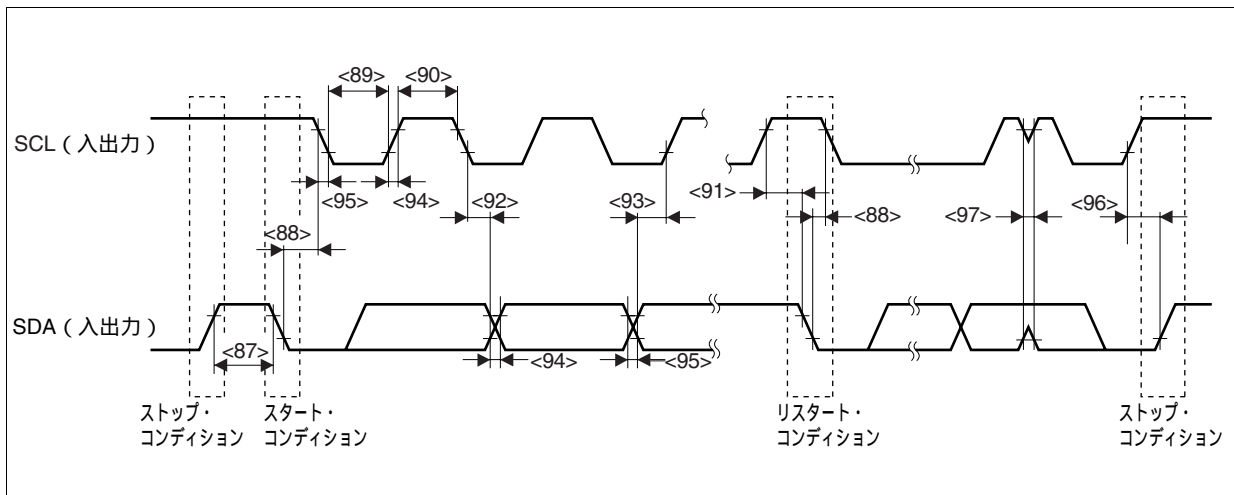 <89>
<90>
SCL（入出力）
<95>
<94>
<92>
<93>
<91>
<88>
<97>
<96>
<88>
SDA（入出力）
<87>
<94>
<95>
ストップ・
コンディション
スタート・
コンディション
リスタート・
コンディション
ストップ・
コンディション